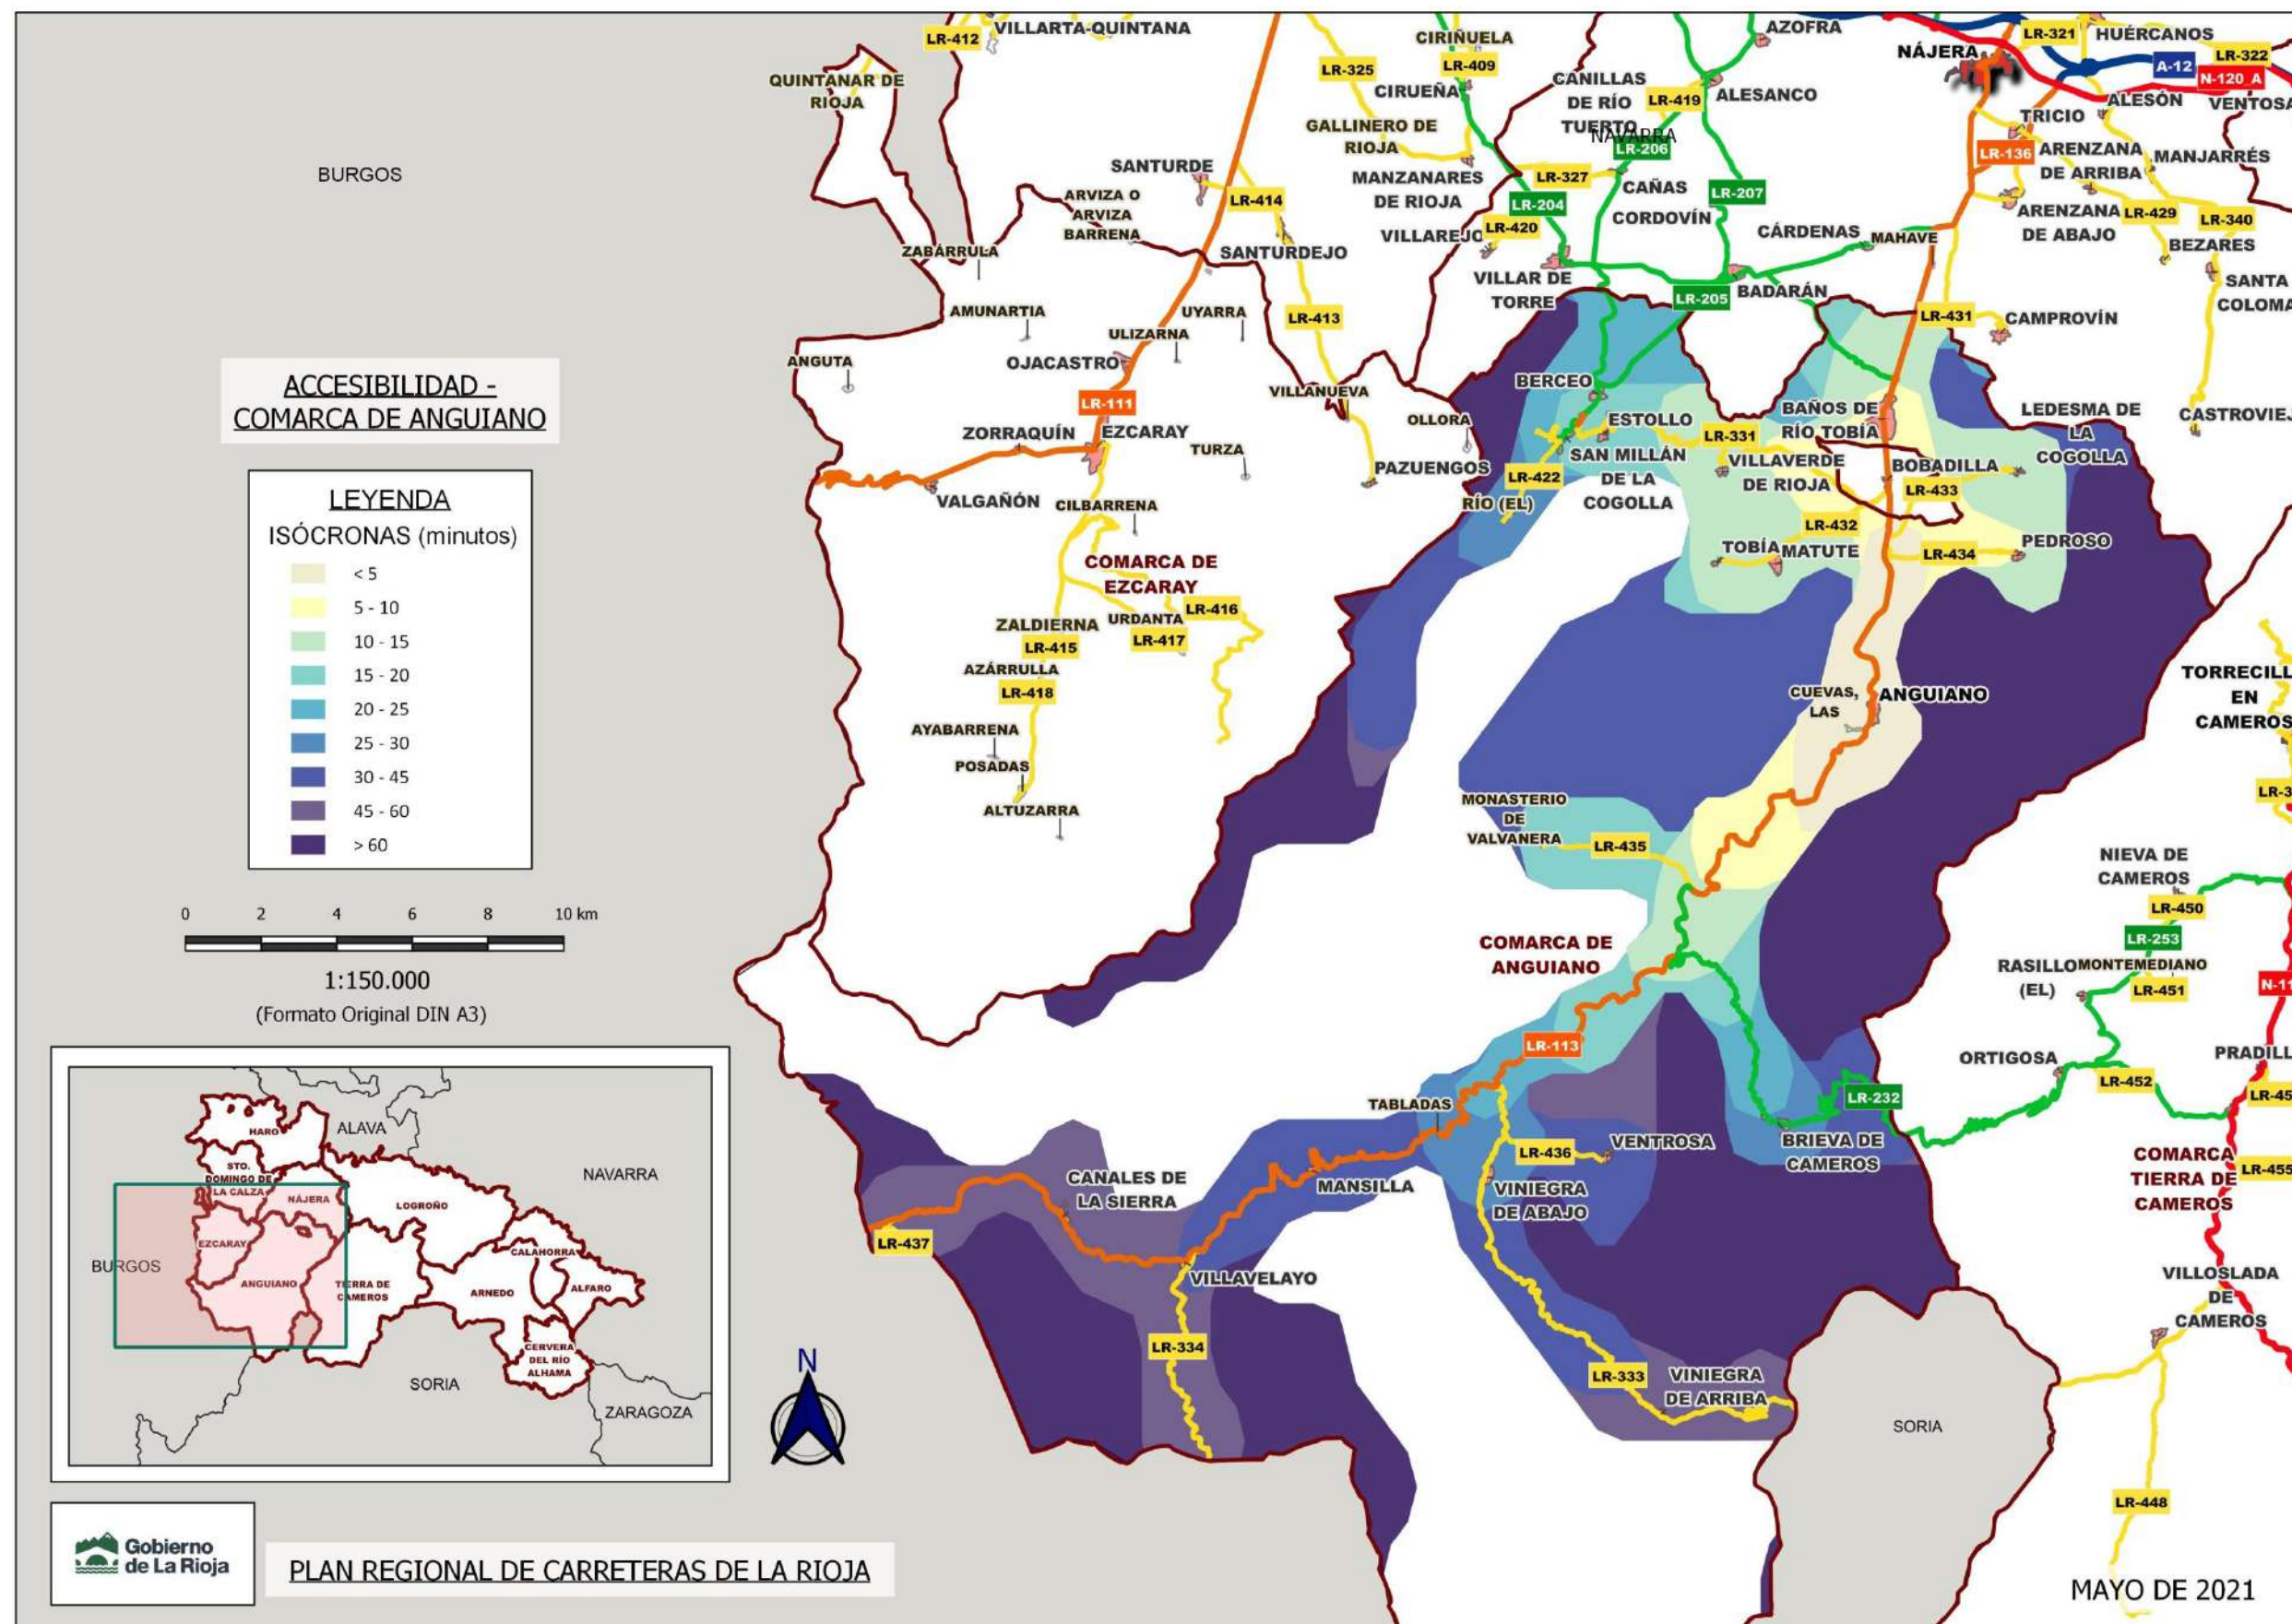 VILLARTA-QUINTANA
LR-412
QUINTANAR DE
RIOJA
BURGOS
CIRIÑUELA
LR-409
LR-325
CIRUEÑA
GALLINERO DE
RIOJA
MANZANARES
DE RIOJA
AZOFRA
CANILLAS
DE RÍO
TUERTO
LR-419
ALESANCO
NAVARRA
LR-206
LR-327
CAÑAS
LR-207
LR-204
CORDOVÍN
LR-420
VILLAREJO
CÁRDENAS
MAHAVE
VILLAR DE
TORRE
LR-205
BADARÁN
NÁJERA
LR-321
HUÉRCANOS
A-12
LR-322
N-120_A
ALESÓN
TRICIO
LR-136
ARENZANA
DE ARRIBA
MANJARRÉS
ARENZANA
DE ABAJO
LR-429
LR-340
BEZARES
SANTA
LR-431
CAMPROVÍN
SANTURDE
ARVIZA O
ARVIZA
BARRENA
LR-414
SANTURDEJO
ZABÁRRULA
AMUNARTIA
UYARRA
LR-413
ULIZARNA
ANGUTA
OJACASTRO
LR-111
VILLANUEVA
OLLORA
ZORRAQUÍN
EZCARAY
TURZA
PAZUENGOS
VALGAÑÓN
CILBARRENA
COMARCA DE
EZCARAY
LR-416
ZALDIERNA
URDANTA
LR-415
LR-417
AZÁRRULLA
LR-418
AYABARRENA
POSADAS
ALTUZARRA
BERCEO
ESTOLLO
LR-331
BAÑOS DE
RÍO TOBÍA
LEDESMA DE
LA
COGOLLA
LR-422
SAN MILLÁN
DE LA
COGOLLA
VILLAVERDE
DE RIOJA
BOBADILLA
LR-433
RÍO (EL)
LR-432
TOBÍA
MATUTE
LR-434
PEDROSO
CUEVAS,
LAS
ANGUIANO
EN
MONASTERIO
DE
VALVANERA
LR-435
NIEVA DE
CAMEROS
LR-450
LR-253
COMARCA DE
ANGUIANO
RASILLO
(EL)
MONTEMEDIANO
LR-451
LR-113
ORTIGOSA
LR-452
LR-232
TABLADAS
LR-436
VENTROSA
BRIEVA DE
CAMEROS
COMARCA
TIERRA DE
CAMEROS
LR-455
CANALES DE
LA SIERRA
MANSILLA
VINIEGRA
DE ABAJO
LR-437
VILLAVELAYO
VILLOSLADA
DE
CAMEROS
LR-334
LR-333
VINIEGRA
DE ARRIBA
SORIA
LR-448
ACCESIBILIDAD -
COMARCA DE ANGUIANO
LEYENDA
ISÓCRONAS (minutos)
< 5
5 - 10
10 - 15
15 - 20
20 - 25
25 - 30
30 - 45
45 - 60
> 60
0 2 4 6 8 10 km
1:150.000
(Formato Original DIN A3)
HARO
ALAVA
STO.
DOMINGO DE
LA CALZA
NÁJERA
NAVARRA
LOGROÑO
EZCARAY
BURGOS
CALAHORRA
ANGUIANO
TIERRA DE
CAMEROS
ARNEDO
ALFARO
CERVERA
DEL RÍO
ALHAMA
SORIA
ZARAGOZA
N
Gobierno
de La Rioja
PLAN REGIONAL DE CARRETERAS DE LA RIOJA
MAYO DE 2021